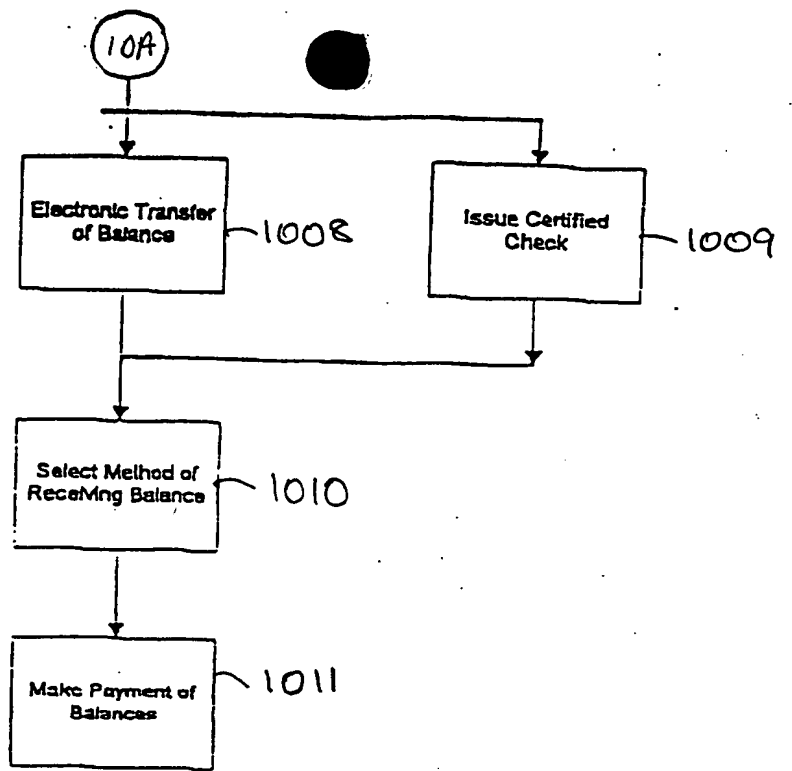 10A
Electronic Transfer
of Balance
1008
Issue Certified
Check
1009
Select Method of
Receiving Balance
1010
Make Payment of
Balances
1011